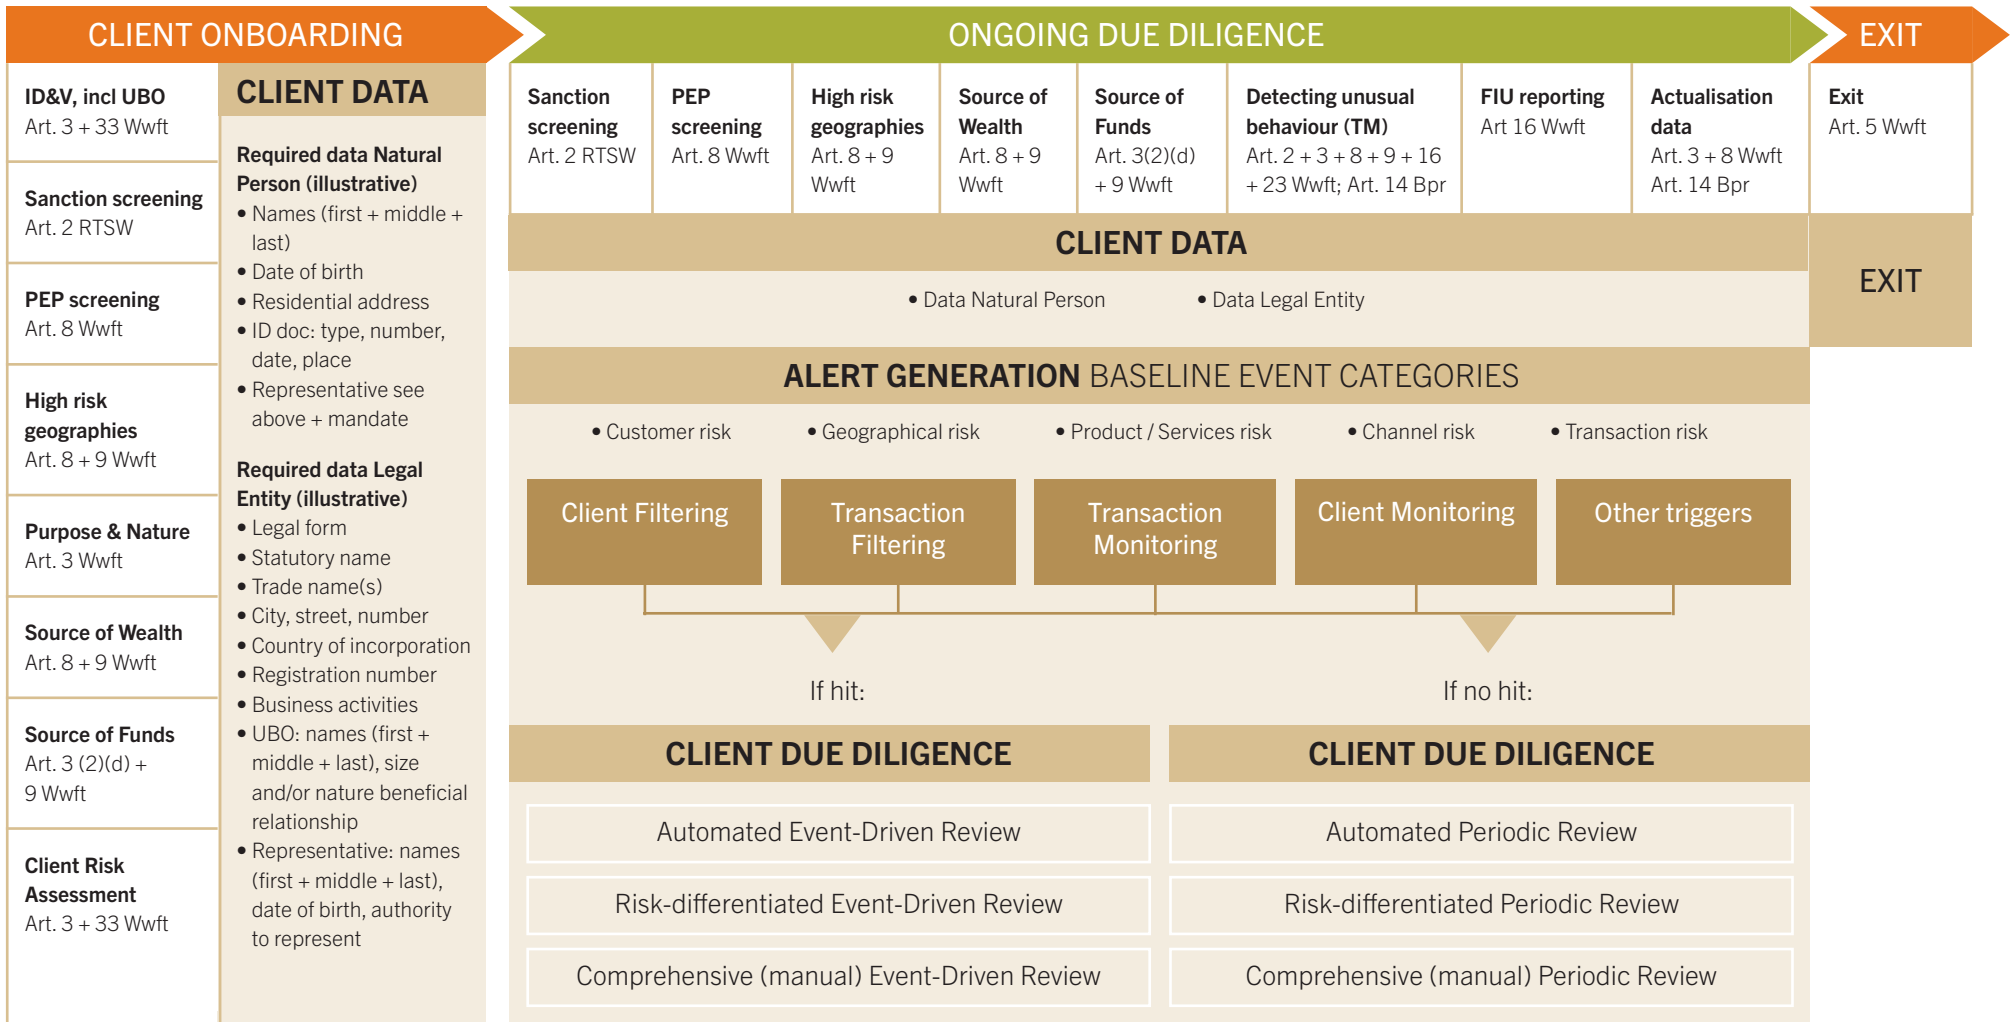 CLIENT ONBOARDING
ONGOING DUE DILIGENCE
EXIT
ID&V, incl UBO
Art. 3 + 33 Wwft
Sanction screening
Art. 2 RTSW
PEP screening
Art. 8 Wwft
High risk
geographies
Art. 8 + 9 Wwft
Purpose & Nature
Art. 3 Wwft
Source of Wealth
Art. 8 + 9 Wwft
Source of Funds
Art. 3 (2)(d) +
9 Wwft
Client Risk
Assessment
Art. 3 + 33 Wwft
CLIENT DATA
Required data Natural
Person (illustrative)
• Names (first + middle +
last)
• Date of birth
• Residential address
• ID doc: type, number,
date, place
• Representative see
above + mandate
Required data Legal
Entity (illustrative)
• Legal form
• Statutory name
• Trade name(s)
• City, street, number
• Country of incorporation
• Registration number
• Business activities
• UBO: names (first +
middle + last), size
and/or nature beneficial
relationship
• Representative: names
(first + middle + last),
date of birth, authority
to represent
Sanction
screening
Art. 2 RTSW
PEP
screening
Art. 8 Wwft
High risk
geographies
Art. 8 + 9
Wwft
Source of
Wealth
Art. 8 + 9
Wwft
Source of
Funds
Art. 3(2)(d)
+ 9 Wwft
Detecting unusual
behaviour (TM)
Art. 2 + 3 + 8 + 9 + 16
+ 23 Wwft; Art. 14 Bpr
FIU reporting
Art 16 Wwft
Actualisation
data
Art. 3 + 8 Wwft
Art. 14 Bpr
Exit
Art. 5 Wwft
CLIENT DATA
• Data Natural Person • Data Legal Entity
EXIT
ALERT GENERATION BASELINE EVENT CATEGORIES
• Customer risk • Geographical risk • Product / Services risk • Channel risk • Transaction risk
Client Filtering
Transaction
Filtering
Transaction
Monitoring
Client Monitoring
Other triggers
If hit:
If no hit:
CLIENT DUE DILIGENCE
Automated Event-Driven Review
Risk-differentiated Event-Driven Review
Comprehensive (manual) Event-Driven Review
CLIENT DUE DILIGENCE
Automated Periodic Review
Risk-differentiated Periodic Review
Comprehensive (manual) Periodic Review